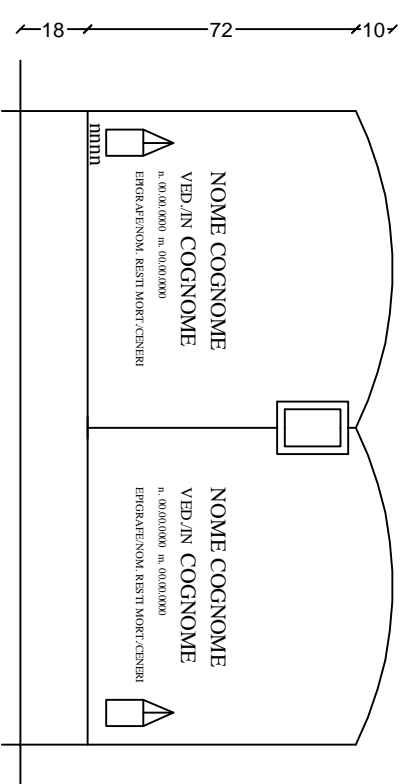 18
72
10
NOME COGNOME
VED./IN COGNOME
n. 00.00.0000 m. 00.00.0000
EPIGRAFE/NOM. RESTI MORT./CENERI
nnnn
NOME COGNOME
VED./IN COGNOME
n. 00.00.0000 m. 00.00.0000
EPIGRAFE/NOM. RESTI MORT./CENERI